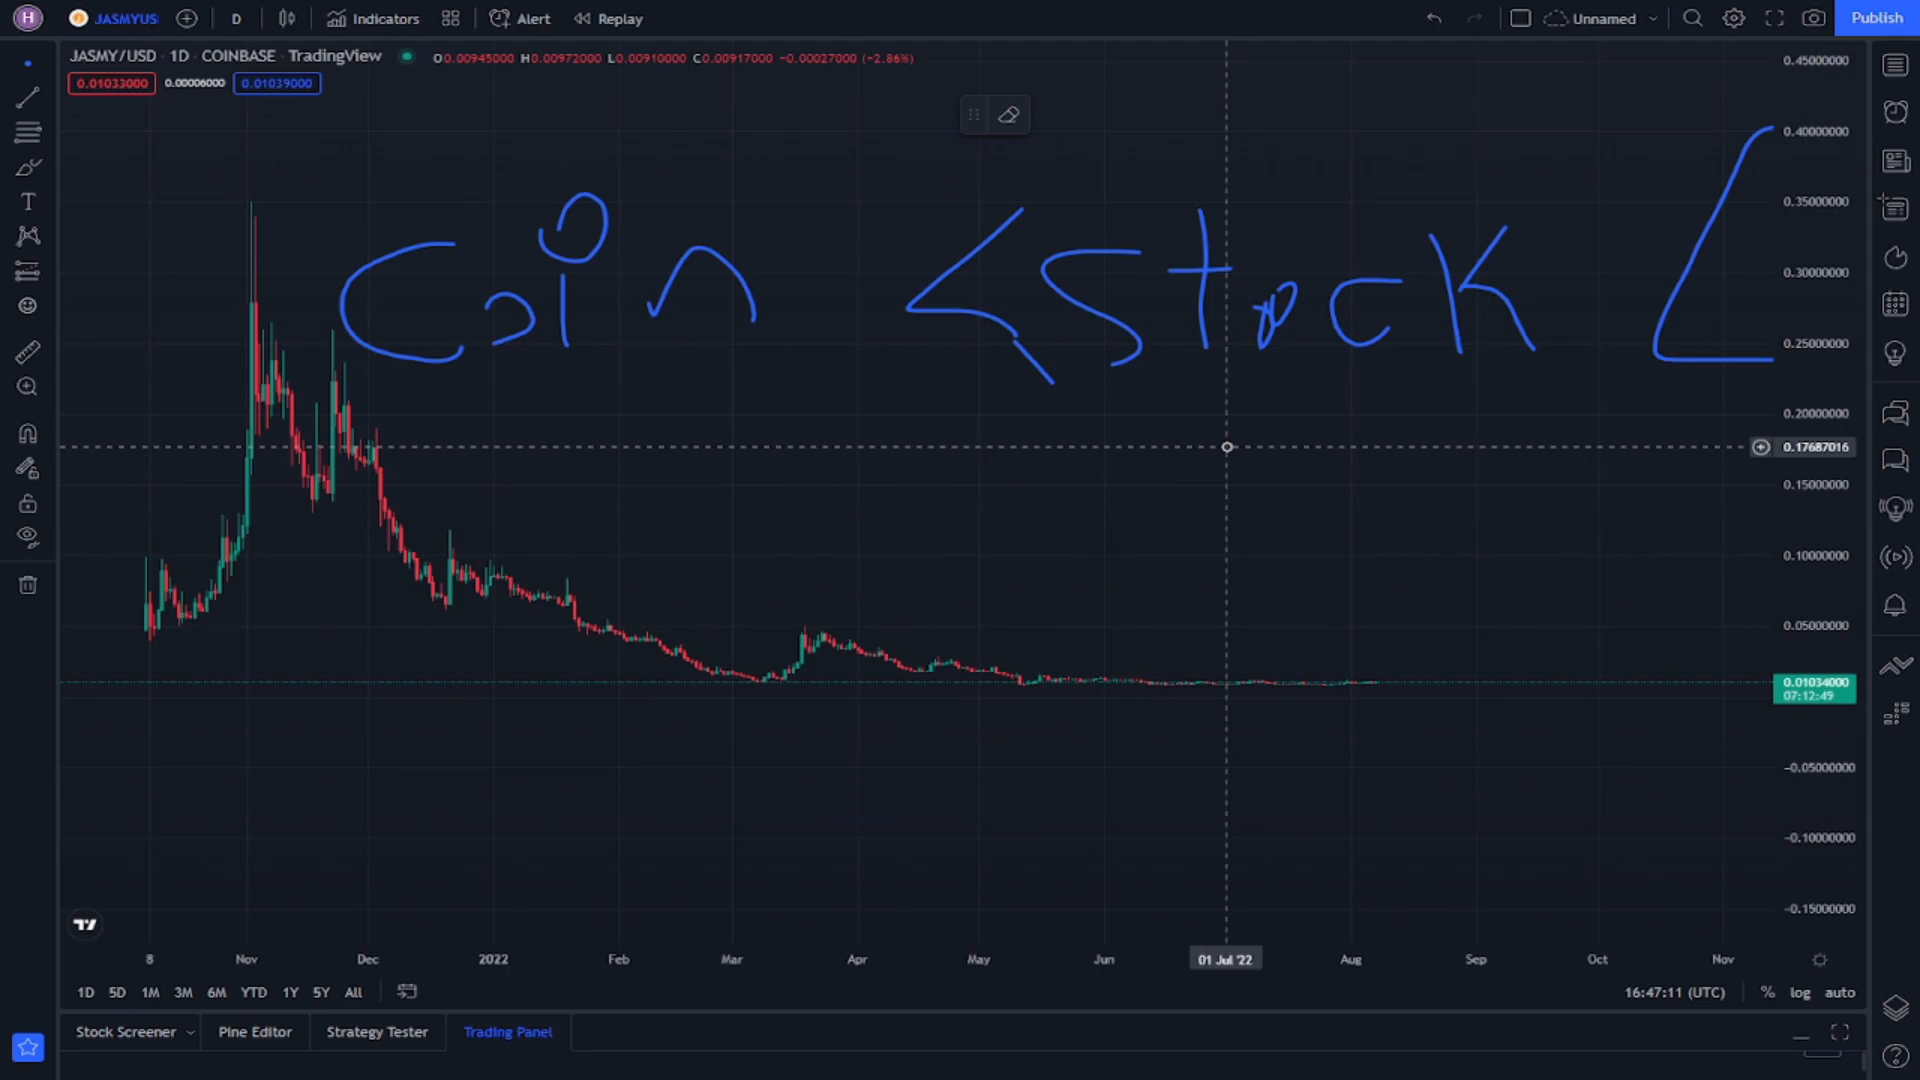 H JASMYUS D Indicators Alert Replay Unnamed Publish
JASMY/USD · 1D · COINBASE · TradingView O0.00945000 H0.00972000 L0.00910000 C0.00917000 −0.00027000 (−2.86%)
0.01033000 0.00006000 0.01039000
0.45000000
0.40000000
0.35000000
0.30000000
0.25000000
0.20000000
0.17687016
0.15000000
0.10000000
0.05000000
0.01034000
07:12:49
−0.05000000
−0.10000000
−0.15000000
Coin < Stock
8 Nov Dec 2022 Feb Mar Apr May Jun 01 Jul '22 Aug Sep Oct Nov
1D 5D 1M 3M 6M YTD 1Y 5Y All 16:47:11 (UTC) % log auto
Stock Screener Pine Editor Strategy Tester Trading Panel